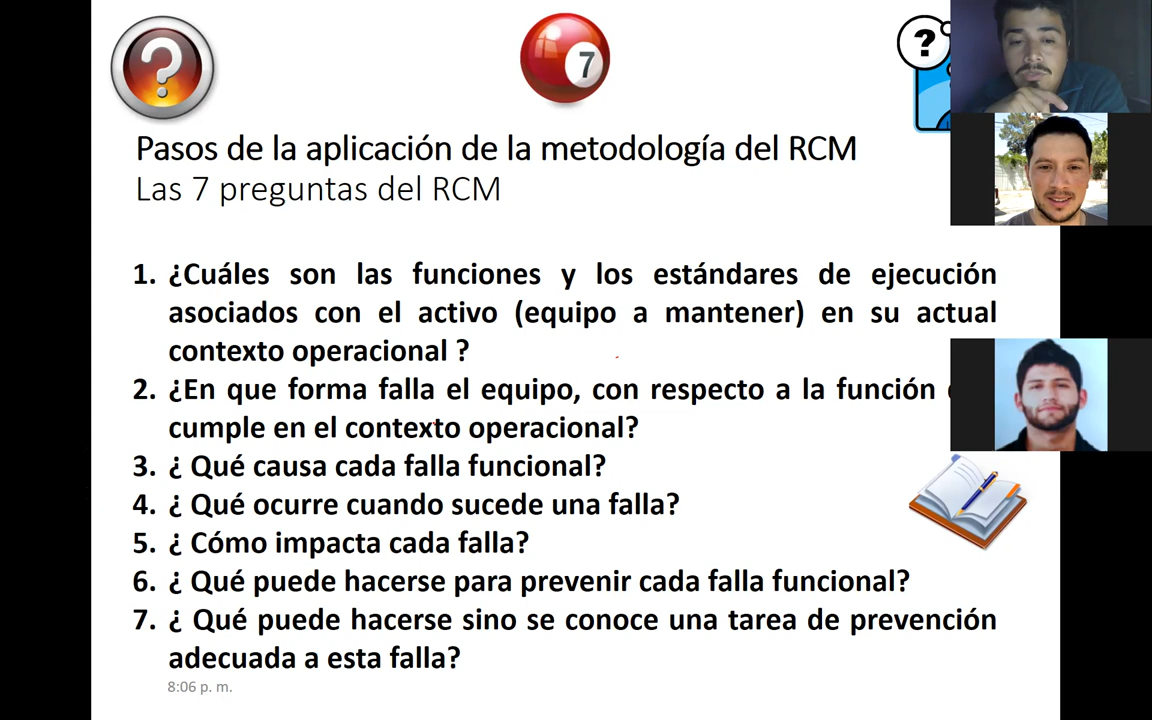 ?
7
?
Pasos de la aplicación de la metodología del RCM
Las 7 preguntas del RCM
1. ¿Cuáles son las funciones y los estándares de ejecución
asociados con el activo (equipo a mantener) en su actual
contexto operacional ?
2. ¿En que forma falla el equipo, con respecto a la función
cumple en el contexto operacional?
3. ¿ Qué causa cada falla funcional?
4. ¿ Qué ocurre cuando sucede una falla?
5. ¿ Cómo impacta cada falla?
6. ¿ Qué puede hacerse para prevenir cada falla funcional?
7. ¿ Qué puede hacerse sino se conoce una tarea de prevención
adecuada a esta falla?
8:06 p. m.